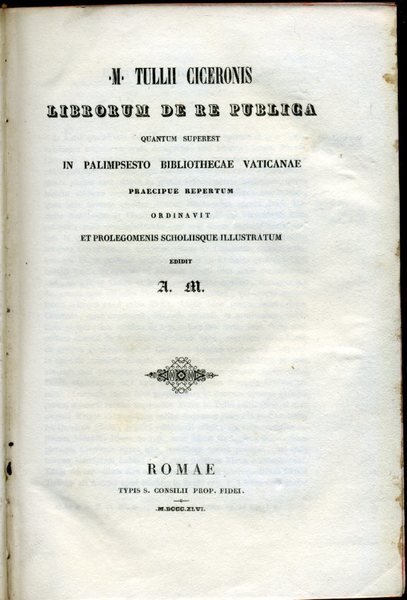 ·M· TULLII CICERONIS
LIBRORUM DE RE PUBLICA
QUANTUM SUPEREST
IN PALIMPSESTO BIBLIOTHECAE VATICANAE
PRAECIPUE REPERTUM
ORDINAVIT
ET PROLEGOMENIS SCHOLIISQUE ILLUSTRATUM
EDIDIT
A. M.
ROMAE
TYPIS S. CONSILII PROP. FIDEI.
.M.DCCC.XLVI.